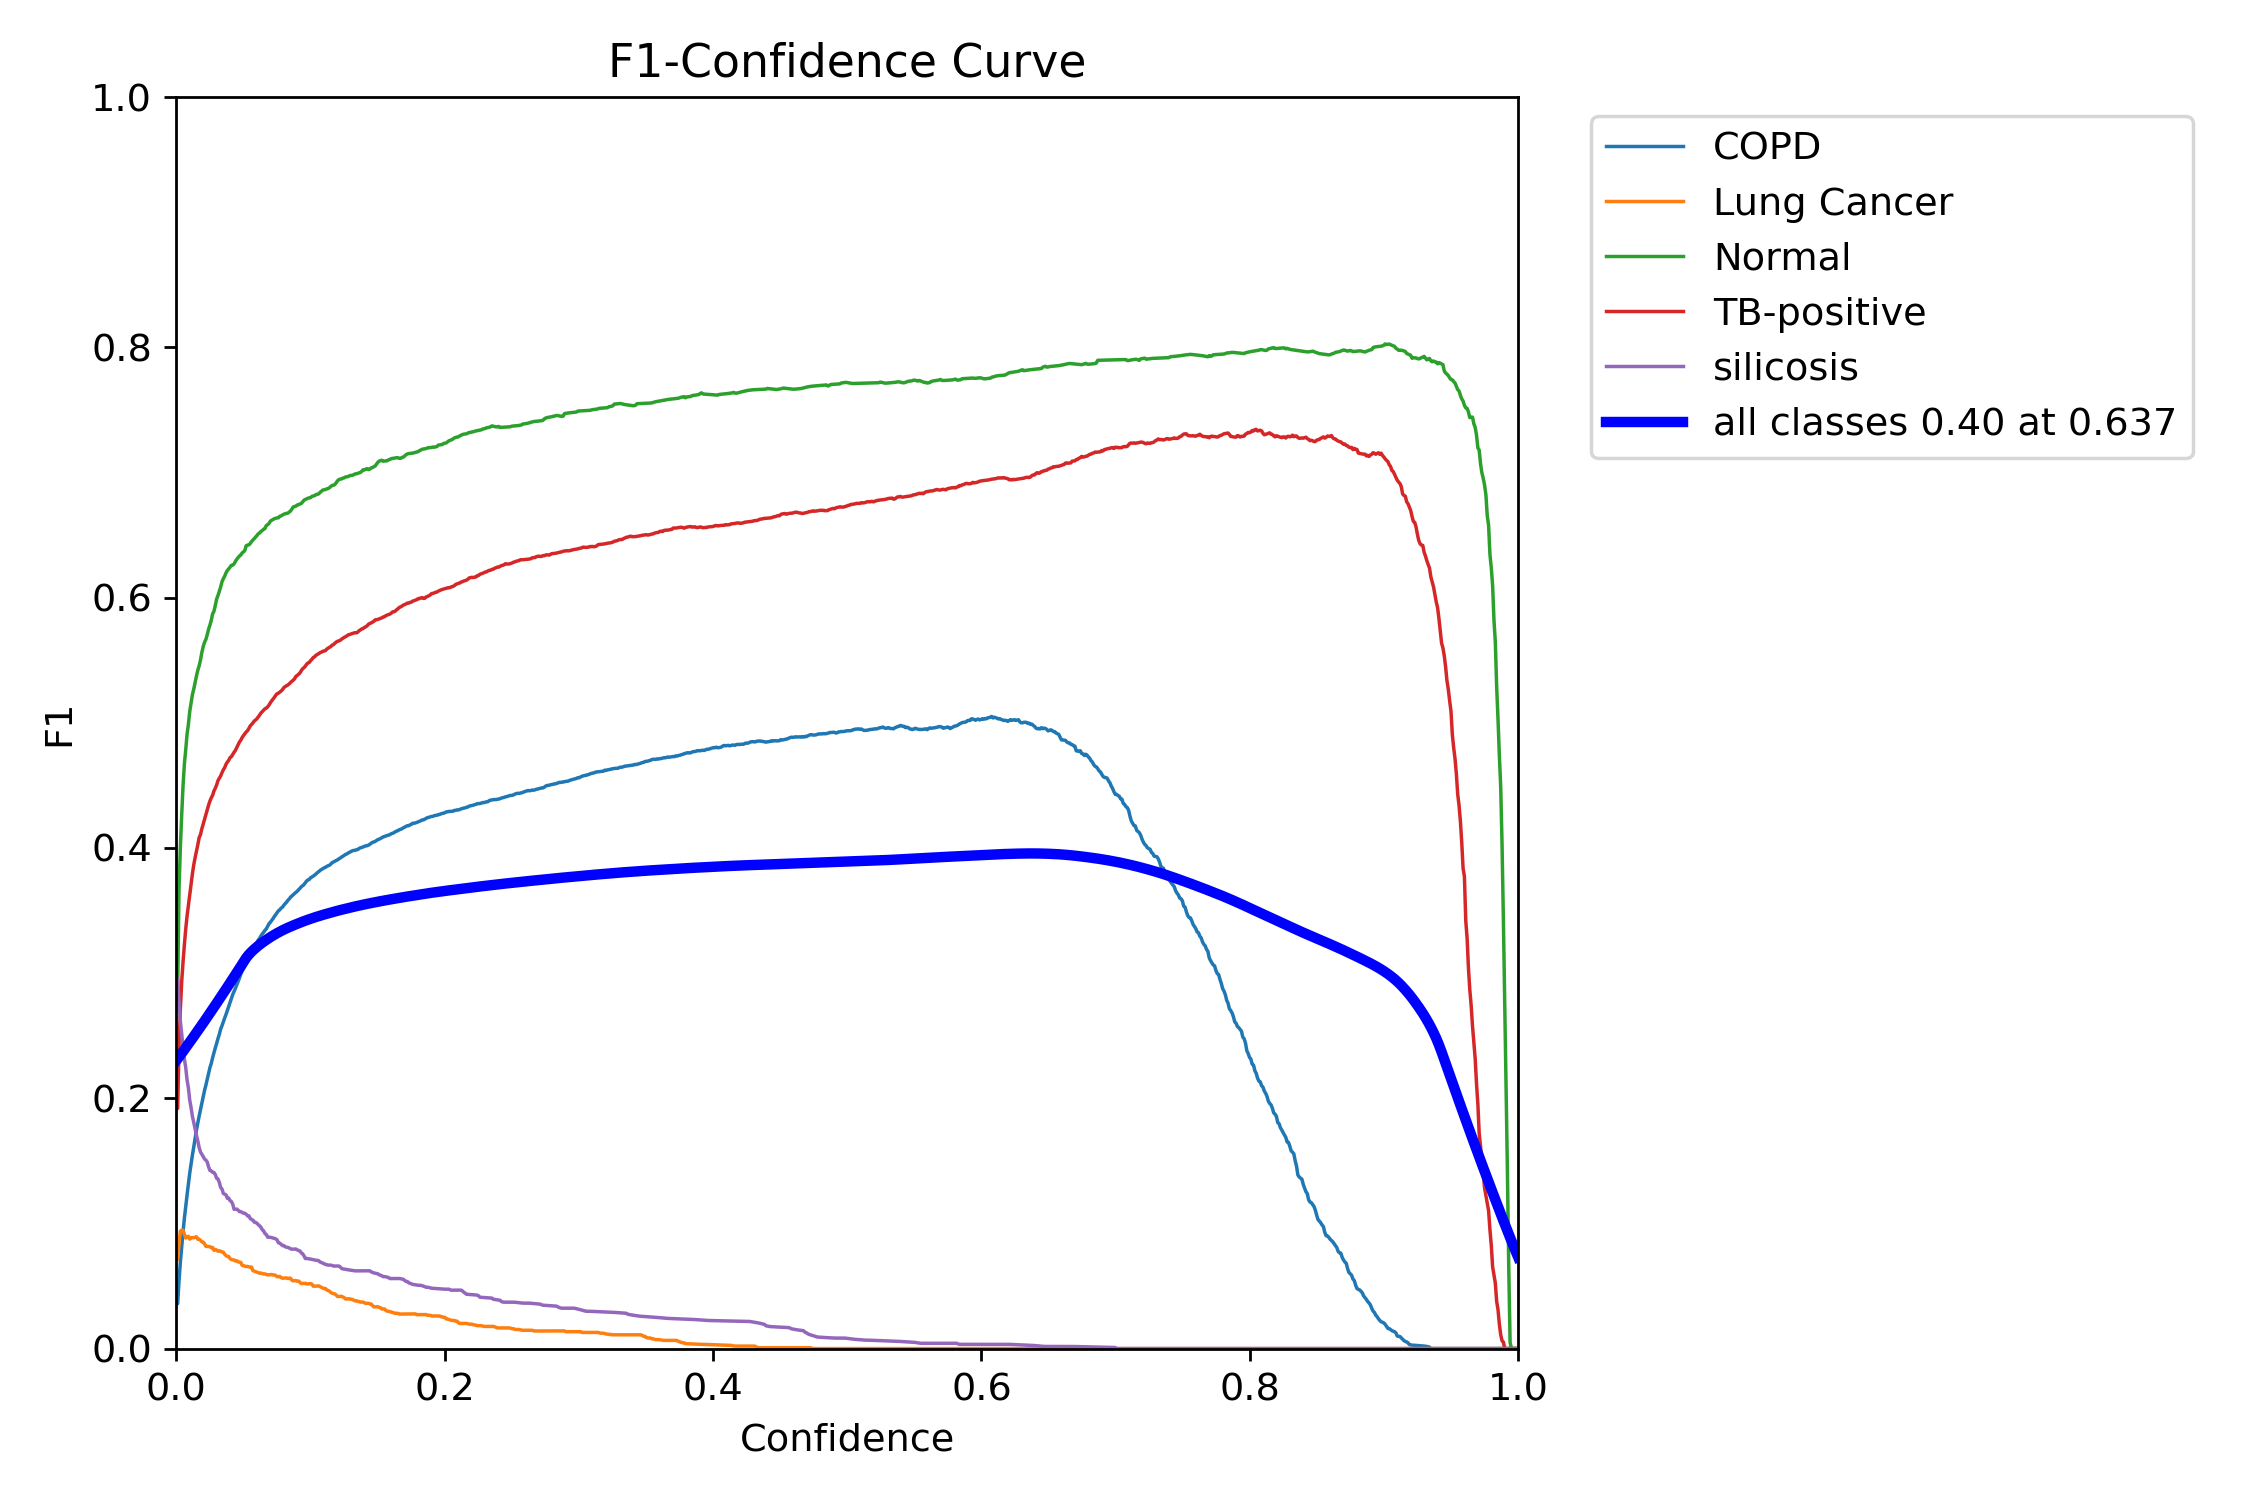 F1-Confidence Curve
1.0
0.8
0.6
0.4
0.2
0.0
F1
0.0 0.2 0.4 0.6 0.8 1.0
Confidence
COPD
Lung Cancer
Normal
TB-positive
silicosis
all classes 0.40 at 0.637